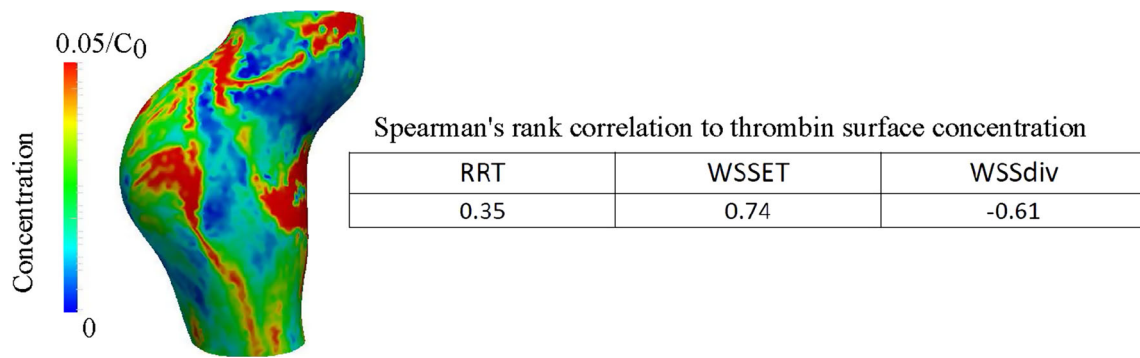 0.05/C0
Concentration
0
Spearman's rank correlation to thrombin surface concentration
RRT WSSET WSSdiv
0.35 0.74 -0.61